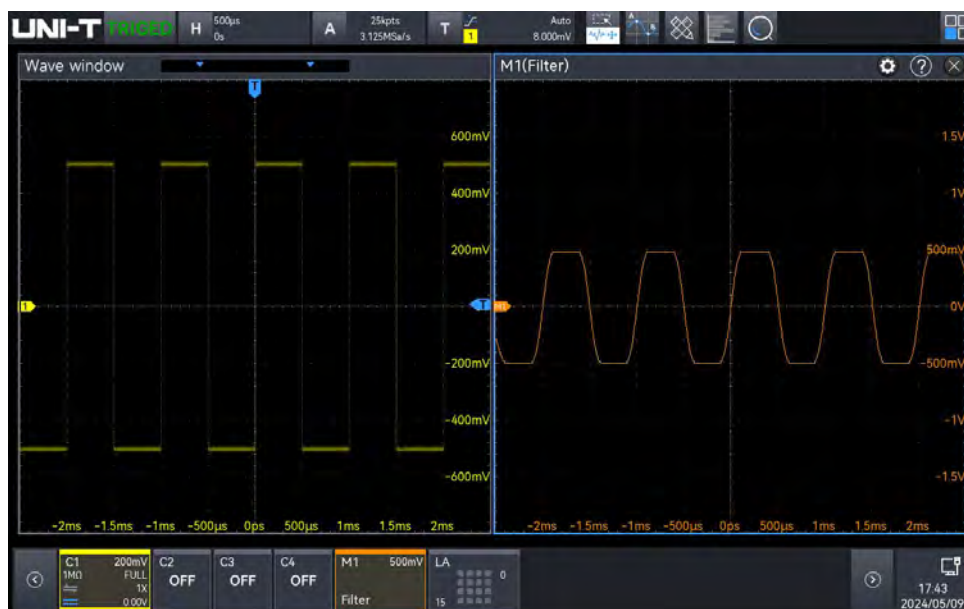 UNI-T TRIGED H 500μs 0s A 25kpts 3.125MSa/s T 1 Auto 8.000mV
Wave window
T
600mV
400mV
200mV
1
T
-200mV
-400mV
-600mV
-2ms -1.5ms -1ms -500μs 0ps 500μs 1ms 1.5ms 2ms
M1(Filter)
1.5V
1V
500mV
M1 0V
-500mV
-1V
-1.5V
-2ms -1.5ms -1ms -500μs 0ps 500μs 1ms 1.5ms 2ms
C1 200mV
1MΩ FULL
1X
0.00V
C2
OFF
C3
OFF
C4
OFF
M1 500mV
Filter
LA
0
15
17:43
2024/05/09